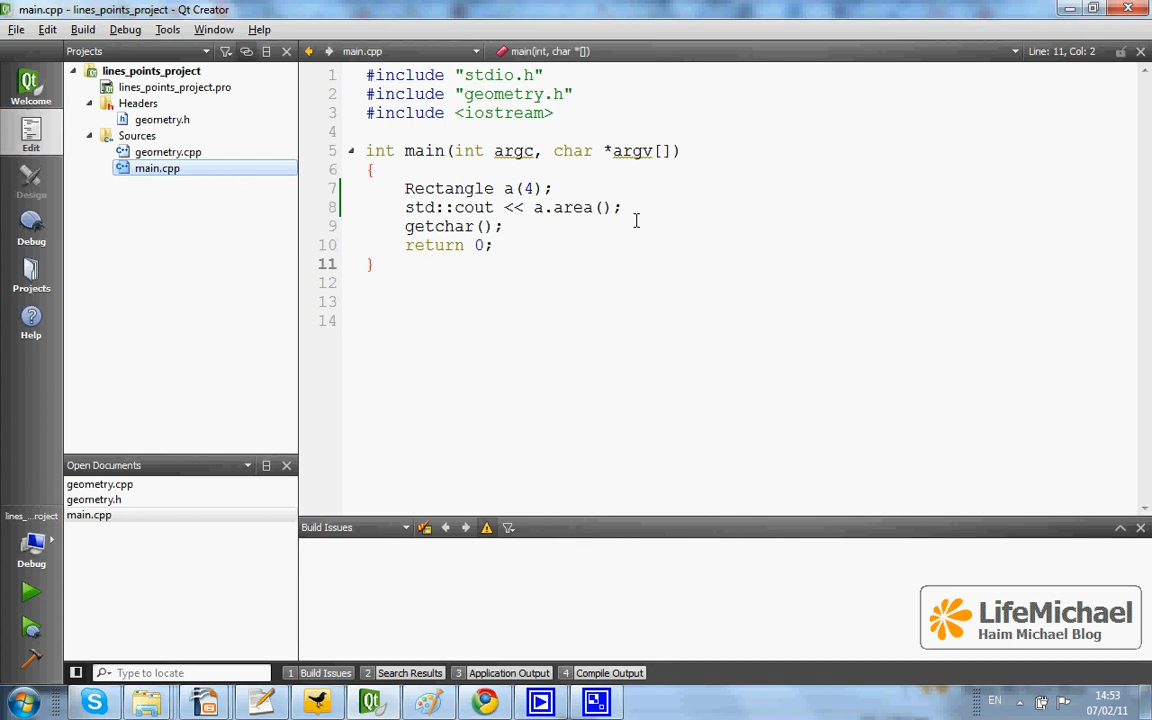 main.cpp - lines_points_project - Qt Creator
File Edit Build Debug Tools Window Help
Projects
main.cpp
main(int, char *[])
Line: 11, Col: 2
Welcome
Edit
Design
Debug
Projects
Help
lines_...roject
Debug
lines_points_project
lines_points_project.pro
Headers
geometry.h
Sources
geometry.cpp
main.cpp
1 #include "stdio.h"
2 #include "geometry.h"
3 #include <iostream>
4
5 int main(int argc, char *argv[])
6 {
7 Rectangle a(4);
8 std::cout << a.area();
9 getchar();
10 return 0;
11 }
12
13
14
Open Documents
geometry.cpp
geometry.h
main.cpp
Build Issues
LifeMichael
Haim Michael Blog
Type to locate
1 Build Issues 2 Search Results 3 Application Output 4 Compile Output
EN
14:53
07/02/11